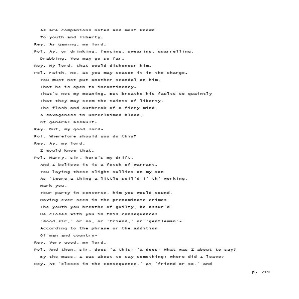 As are companions noted and most known
To youth and liberty.
Rey. As gaming, my lord.
Pol. Ay, or drinking, fencing, swearing, quarrelling,
Drabbing. You may go so far.
Rey. My lord, that would dishonour him.
Pol. Faith, no, as you may season it in the charge.
You must not put another scandal on him,
That he is open to incontinency.
That's not my meaning. But breathe his faults so quaintly
That they may seem the taints of liberty,
The flash and outbreak of a fiery mind,
A savageness in unreclaimed blood,
Of general assault.
Rey. But, my good lord-
Pol. Wherefore should you do this?
Rey. Ay, my lord,
I would know that.
Pol. Marry, sir, here's my drift,
And I believe it is a fetch of warrant.
You laying these slight sullies on my son
As 'twere a thing a little soil'd i' th' working,
Mark you,
Your party in converse, him you would sound,
Having ever seen in the prenominate crimes
The youth you breathe of guilty, be assur'd
He closes with you in this consequence:
'Good sir,' or so, or 'friend,' or 'gentleman'-
According to the phrase or the addition
Of man and country-
Rey. Very good, my lord.
Pol. And then, sir, does 'a this- 'a does- What was I about to say?
By the mass, I was about to say something! Where did I leave?
Rey. At 'closes in the consequence,' at 'friend or so,' and
p. 219